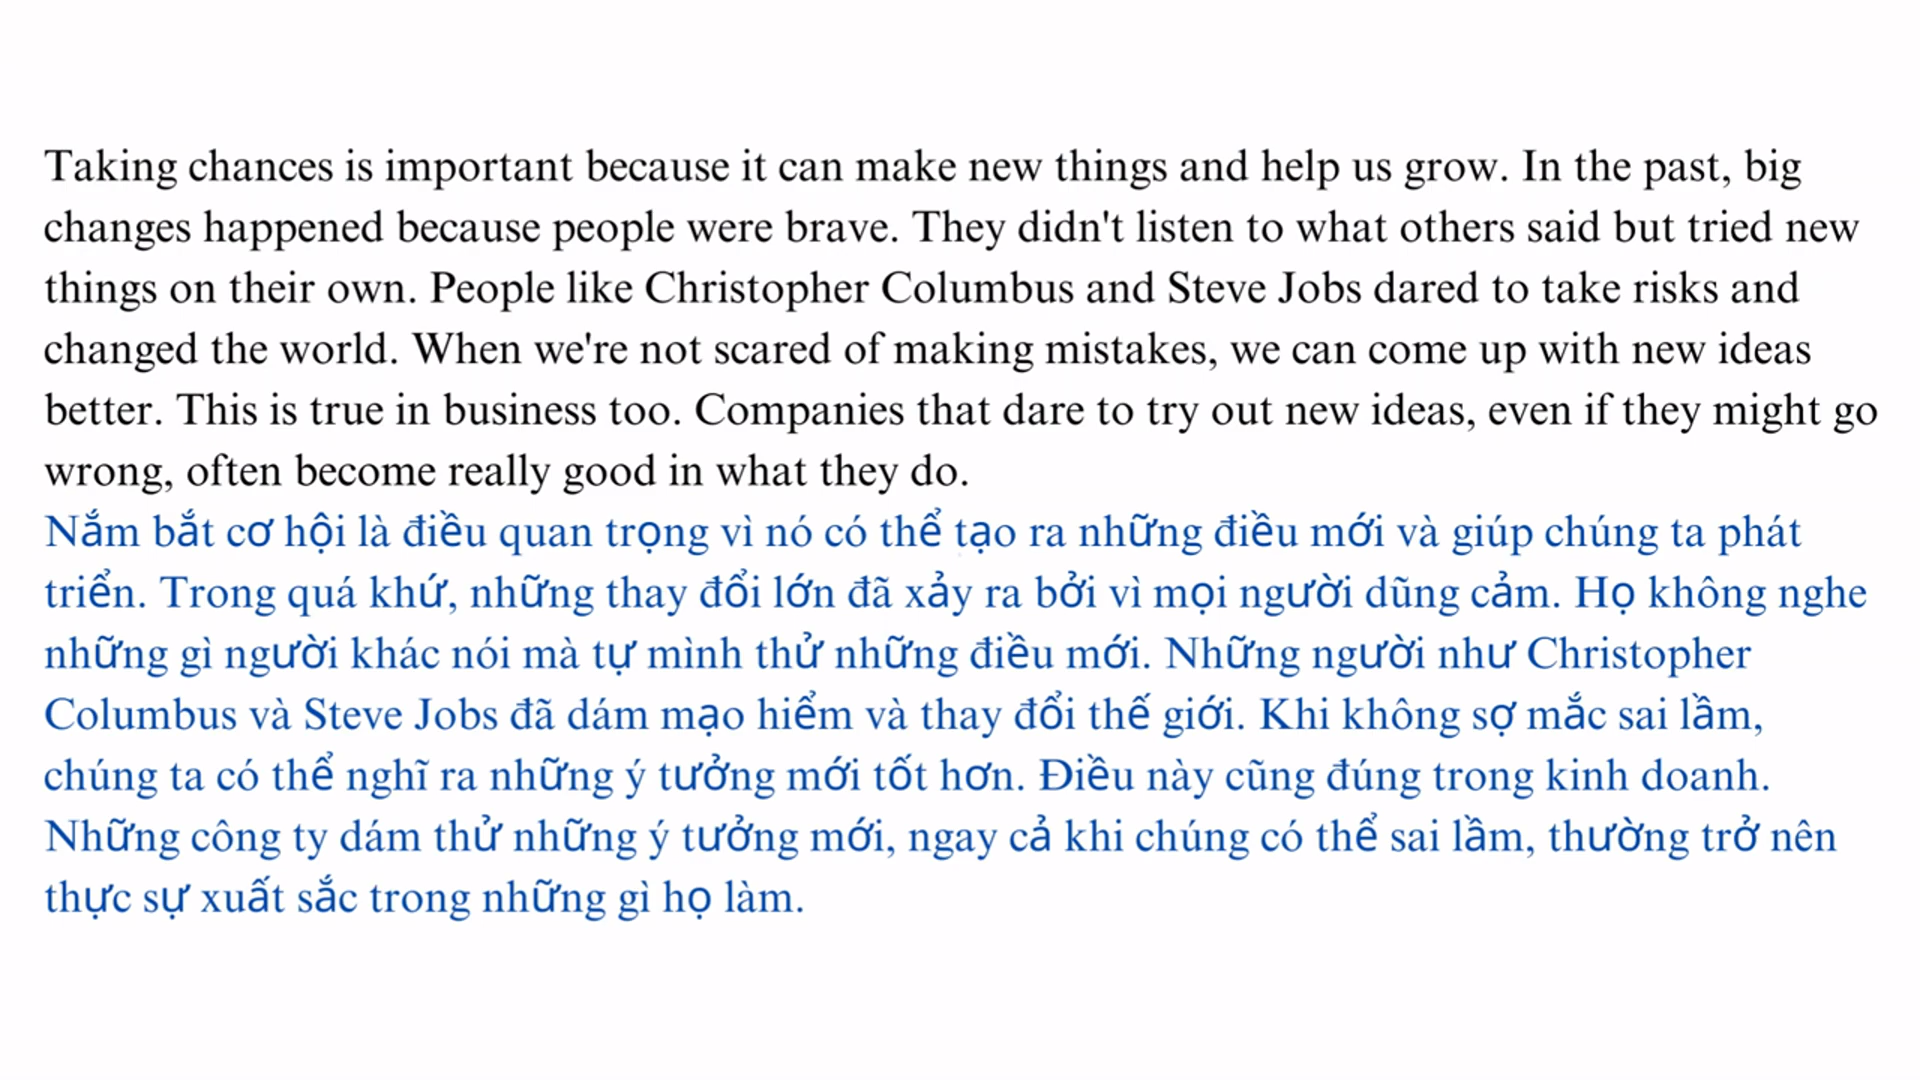 Taking chances is important because it can make new things and help us grow. In the past, big
changes happened because people were brave. They didn't listen to what others said but tried new
things on their own. People like Christopher Columbus and Steve Jobs dared to take risks and
changed the world. When we're not scared of making mistakes, we can come up with new ideas
better. This is true in business too. Companies that dare to try out new ideas, even if they might go
wrong, often become really good in what they do.
Nắm bắt cơ hội là điều quan trọng vì nó có thể tạo ra những điều mới và giúp chúng ta phát
triển. Trong quá khứ, những thay đổi lớn đã xảy ra bởi vì mọi người dũng cảm. Họ không nghe
những gì người khác nói mà tự mình thử những điều mới. Những người như Christopher
Columbus và Steve Jobs đã dám mạo hiểm và thay đổi thế giới. Khi không sợ mắc sai lầm,
chúng ta có thể nghĩ ra những ý tưởng mới tốt hơn. Điều này cũng đúng trong kinh doanh.
Những công ty dám thử những ý tưởng mới, ngay cả khi chúng có thể sai lầm, thường trở nên
thực sự xuất sắc trong những gì họ làm.